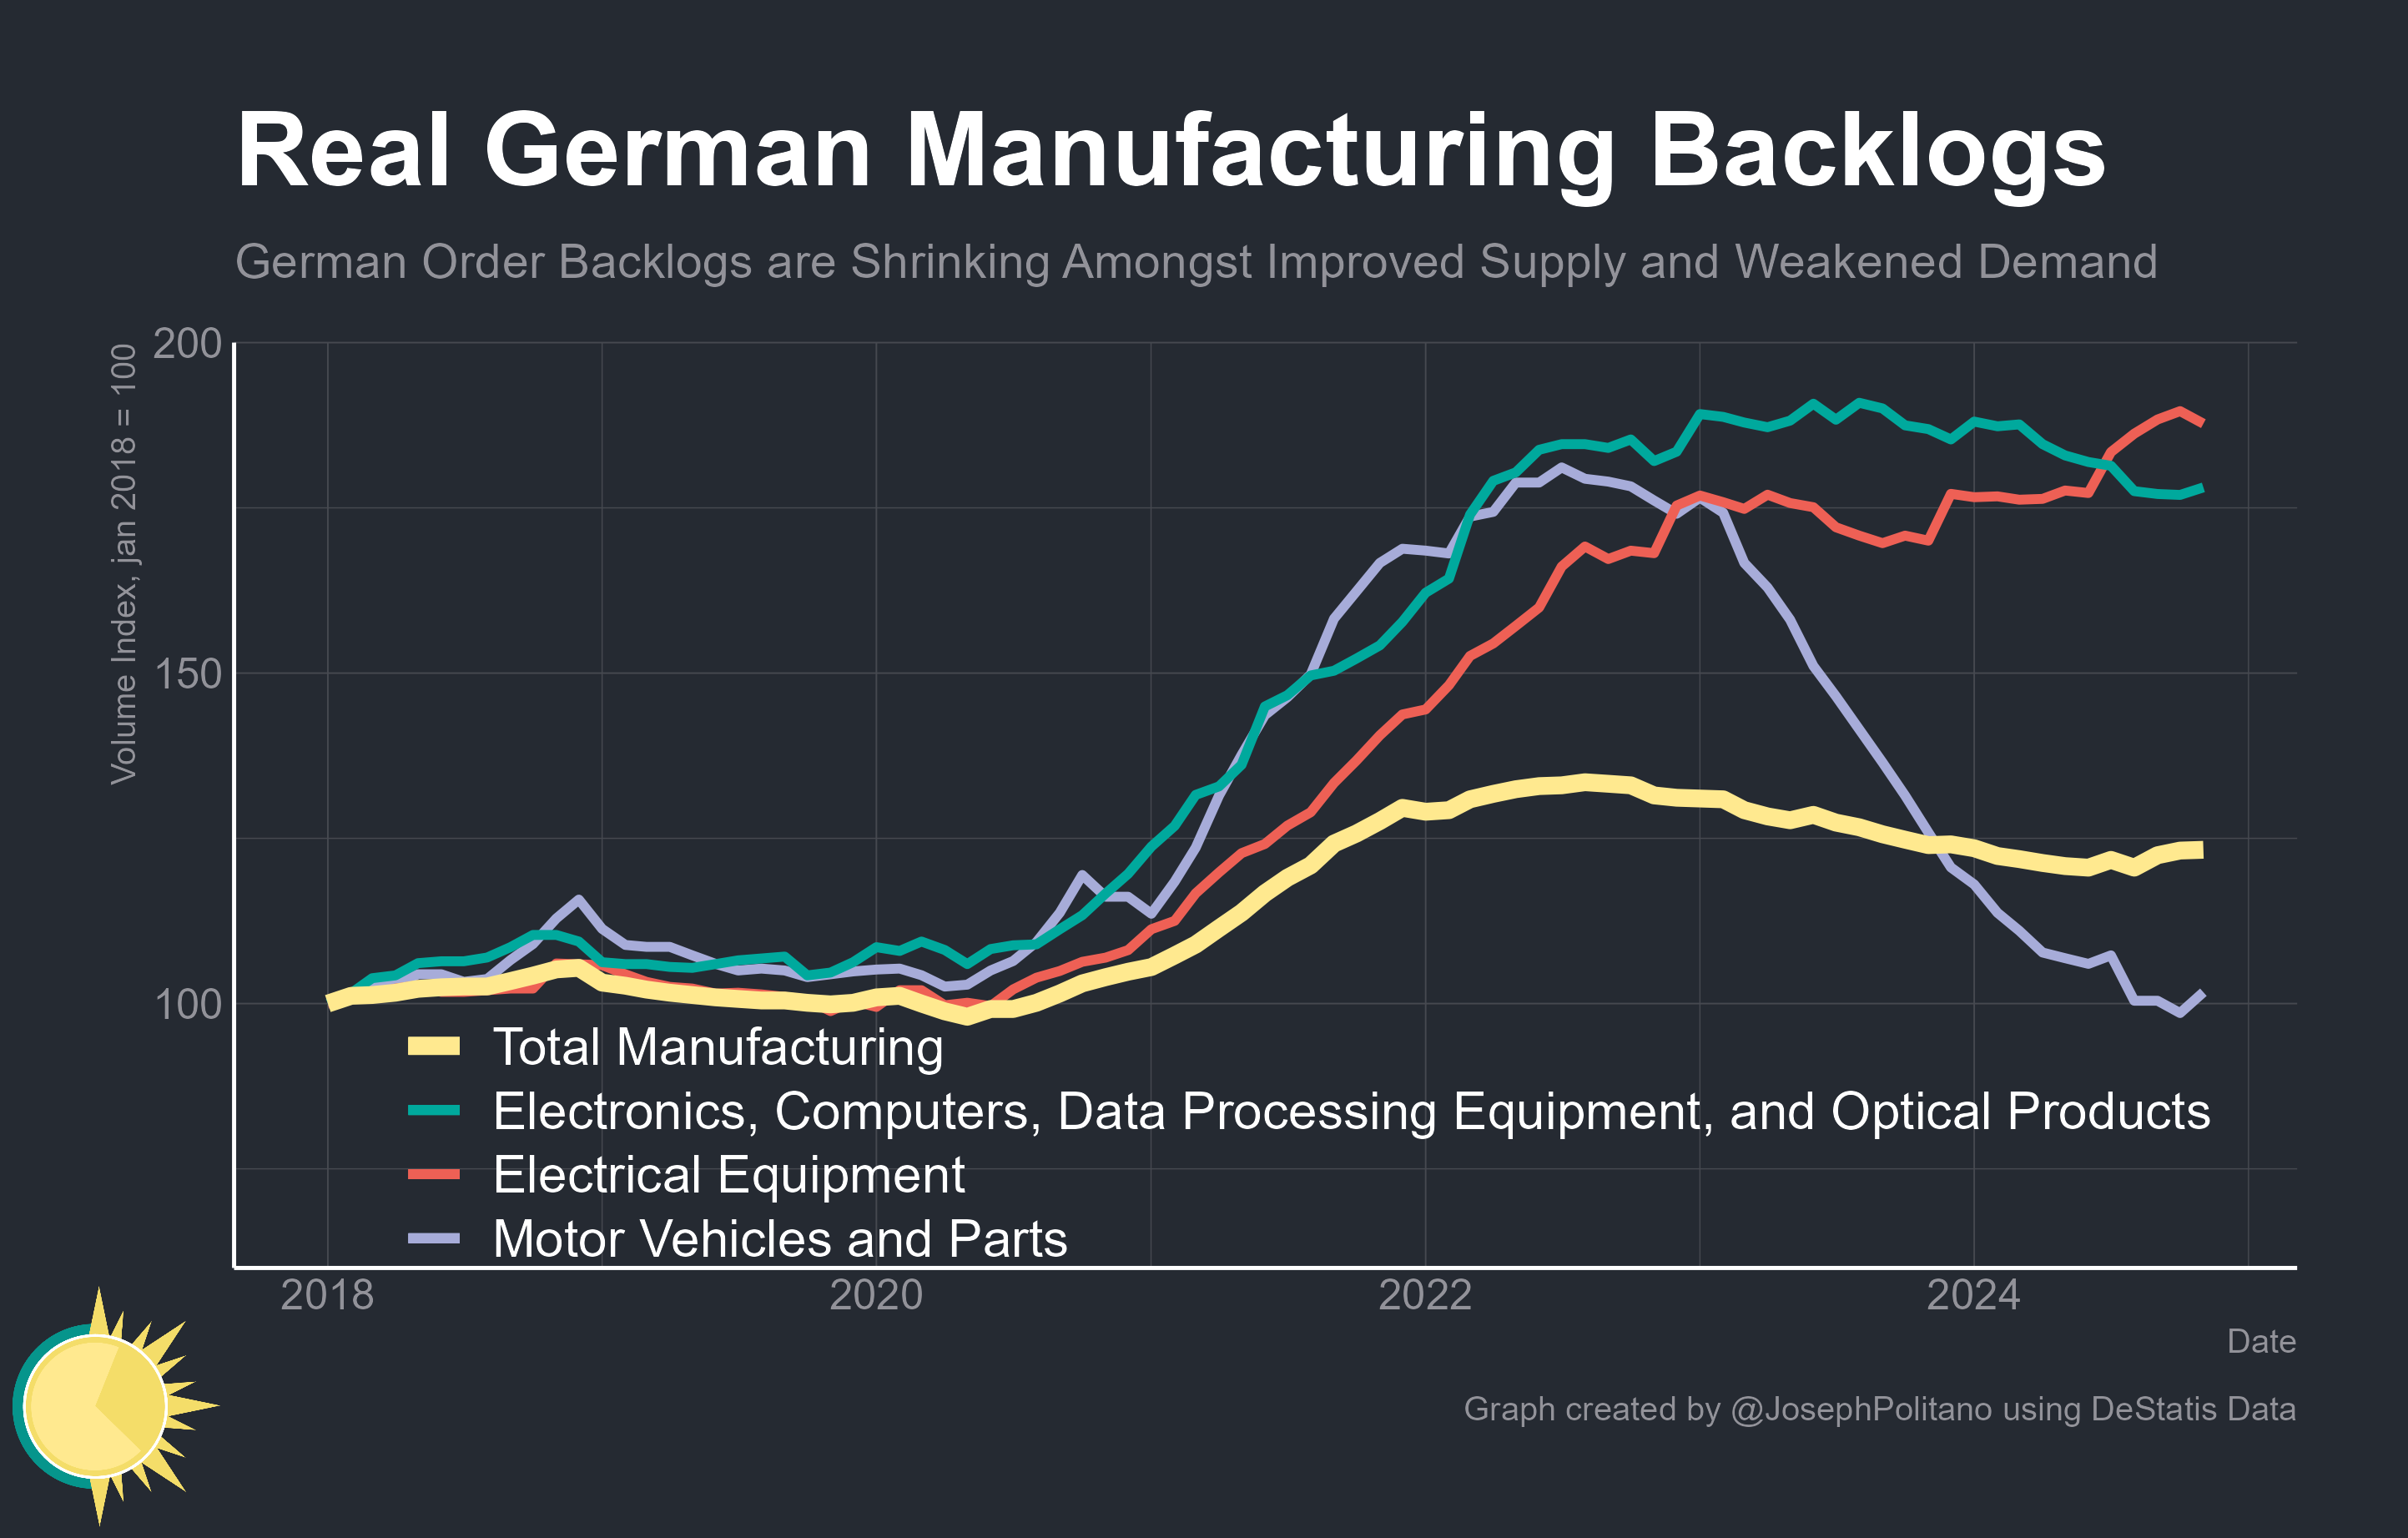 Real German Manufacturing Backlogs
German Order Backlogs are Shrinking Amongst Improved Supply and Weakened Demand
Volume Index, jan 2018 = 100
200
150
100
Total Manufacturing
Electronics, Computers, Data Processing Equipment, and Optical Products
Electrical Equipment
Motor Vehicles and Parts
2018 2020 2022 2024
Date
Graph created by @JosephPolitano using DeStatis Data